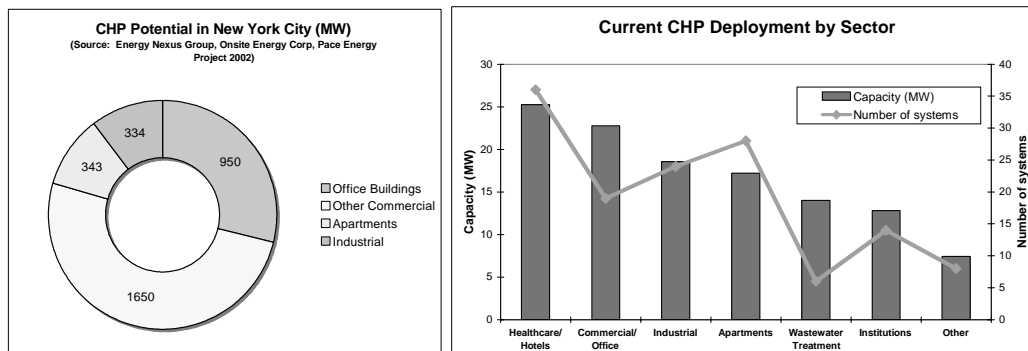 CHP Potential in New York City (MW)
(Source: Energy Nexus Group, Onsite Energy Corp, Pace Energy
Project 2002)
334
950
343
1650
Office Buildings
Other Commercial
Apartments
Industrial
Current CHP Deployment by Sector
30
25
20
15
10
5
0
Capacity (MW)
Capacity (MW)
Number of systems
40
35
30
25
20
15
10
5
0
Number of systems
Healthcare/
Hotels
Commercial/
Office
Industrial
Apartments
Wastewater
Treatment
Institutions
Other